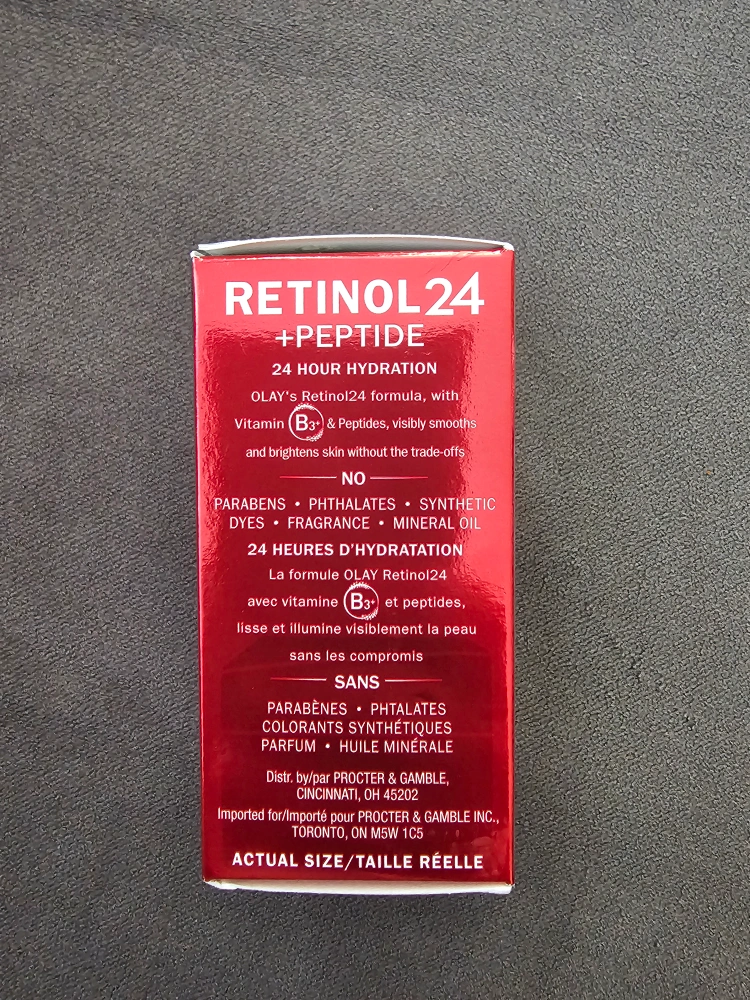 RETINOL24
+PEPTIDE
24 HOUR HYDRATION
OLAY's Retinol24 formula, with
Vitamin B3+ & Peptides, visibly smooths
and brightens skin without the trade-offs
NO
PARABENS • PHTHALATES • SYNTHETIC
DYES • FRAGRANCE • MINERAL OIL
24 HEURES D'HYDRATATION
La formule OLAY Retinol24
avec vitamine B3+ et peptides,
lisse et illumine visiblement la peau
sans les compromis
SANS
PARABÈNES • PHTALATES
COLORANTS SYNTHÉTIQUES
PARFUM • HUILE MINÉRALE
Distr. by/par PROCTER & GAMBLE,
CINCINNATI, OH 45202
Imported for/Importé pour PROCTER & GAMBLE INC.,
TORONTO, ON M5W 1C5
ACTUAL SIZE/TAILLE RÉELLE